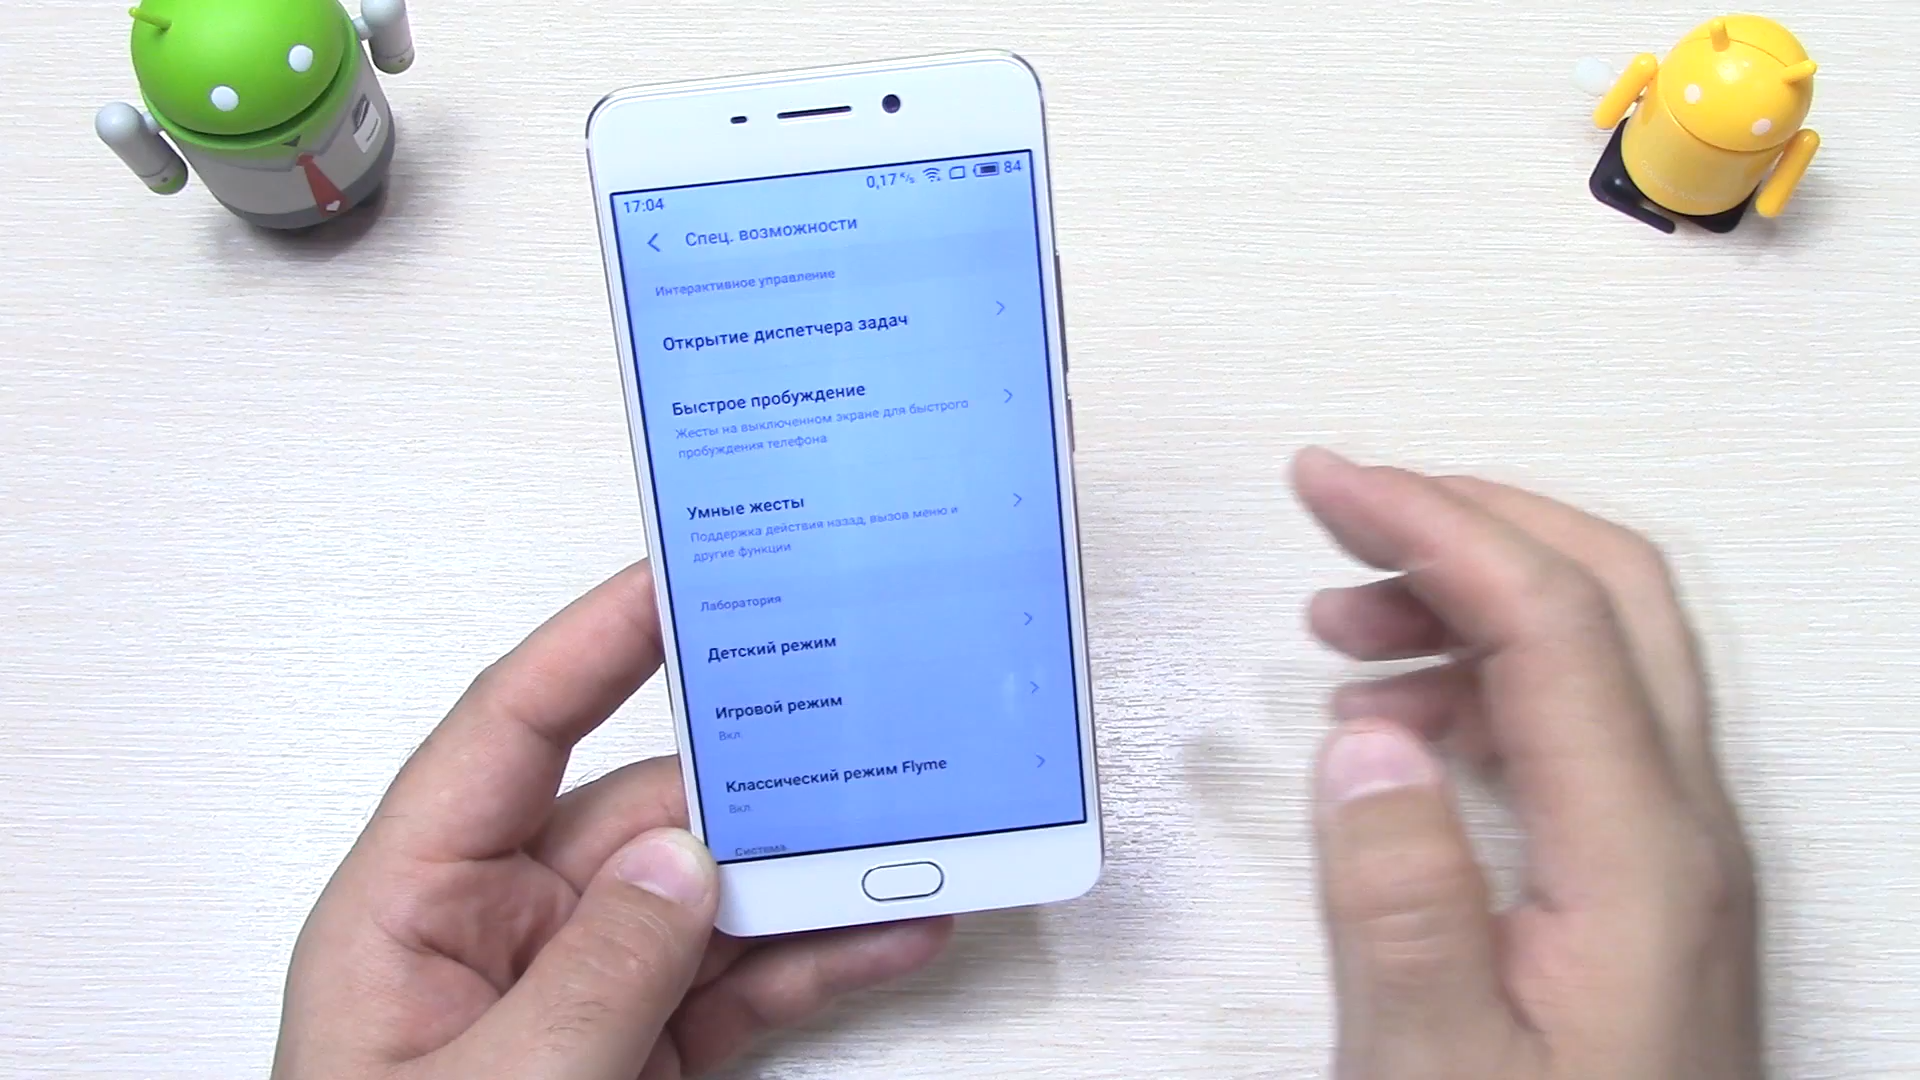 0,17 K/s 84
17:04
Спец. возможности
Интерактивное управление
Открытие диспетчера задач
Быстрое пробуждение
Жесты на выключенном экране для быстрого
пробуждения телефона
Умные жесты
Поддержка действия назад, вызов меню и
другие функции
Лаборатория
Детский режим
Игровой режим
Вкл.
Классический режим Flyme
Вкл.
Система